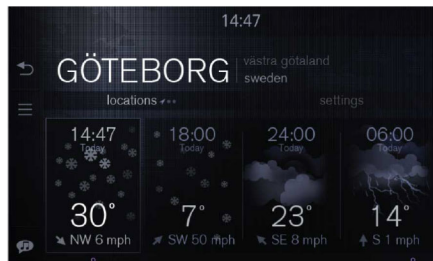 14:47
GÖTEBORG
västra götaland
sweden
locations
settings
14:47
Today
30°
NW 6 mph
18:00
Today
7°
SW 50 mph
24:00
Today
23°
SE 8 mph
06:00
Today
14°
S 1 mph